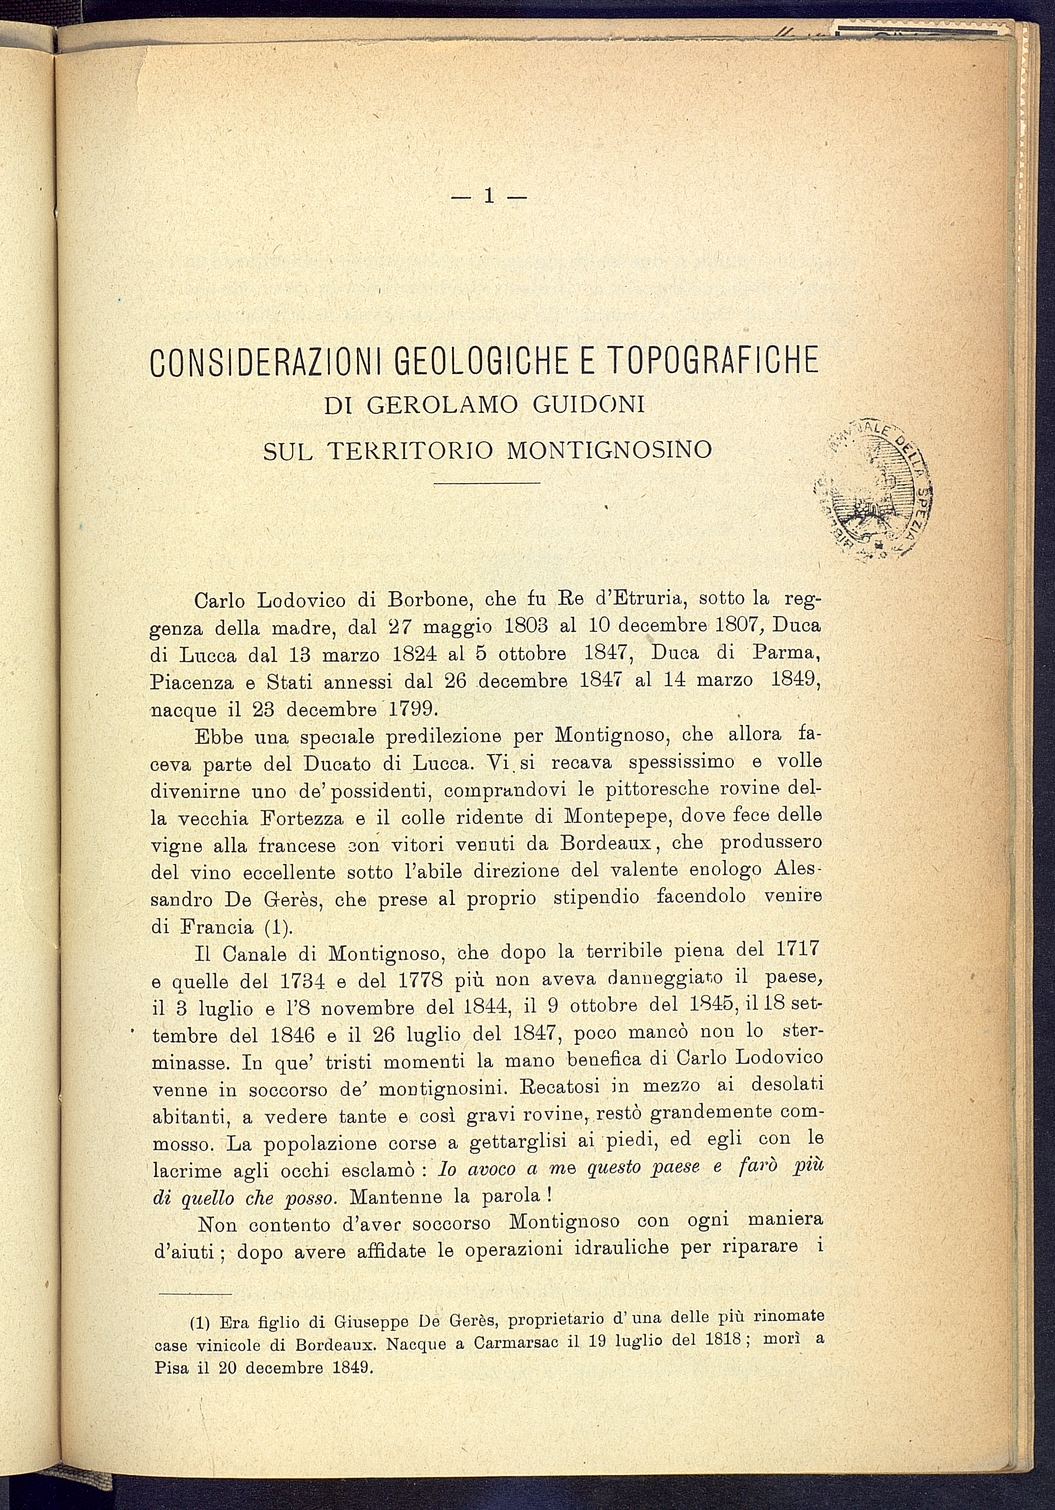 — 1 —
CONSIDERAZIONI GEOLOGICHE E TOPOGRAFICHE
DI GEROLAMO GUIDONI
SUL TERRITORIO MONTIGNOSINO
DELLA SPEZIA
Carlo Lodovico di Borbone, che fu Re d'Etruria, sotto la reg-
genza della madre, dal 27 maggio 1803 al 10 decembre 1807, Duca
di Lucca dal 13 marzo 1824 al 5 ottobre 1847, Duca di Parma,
Piacenza e Stati annessi dal 26 decembre 1847 al 14 marzo 1849,
nacque il 23 decembre 1799.
Ebbe una speciale predilezione per Montignoso, che allora fa-
ceva parte del Ducato di Lucca. Vi si recava spessissimo e volle
divenirne uno de' possidenti, comprandovi le pittoresche rovine del-
la vecchia Fortezza e il colle ridente di Montepepe, dove fece delle
vigne alla francese con vitori venuti da Bordeaux, che produssero
del vino eccellente sotto l'abile direzione del valente enologo Ales-
sandro De Gerès, che prese al proprio stipendio facendolo venire
di Francia (1).
Il Canale di Montignoso, che dopo la terribile piena del 1717
e quelle del 1734 e del 1778 più non aveva danneggiato il paese,
il 3 luglio e l'8 novembre del 1844, il 9 ottobre del 1845, il 18 set-
tembre del 1846 e il 26 luglio del 1847, poco mancò non lo ster-
minasse. In que' tristi momenti la mano benefica di Carlo Lodovico
venne in soccorso de' montignosini. Recatosi in mezzo ai desolati
abitanti, a vedere tante e così gravi rovine, restò grandemente com-
mosso. La popolazione corse a gettarglisi ai piedi, ed egli con le
lacrime agli occhi esclamò : Io avoco a me questo paese e farò più
di quello che posso. Mantenne la parola !
Non contento d'aver soccorso Montignoso con ogni maniera
d'aiuti ; dopo avere affidate le operazioni idrauliche per riparare i
(1) Era figlio di Giuseppe De Gerès, proprietario d' una delle più rinomate
case vinicole di Bordeaux. Nacque a Carmarsac il 19 luglio del 1818 ; morì a
Pisa il 20 decembre 1849.